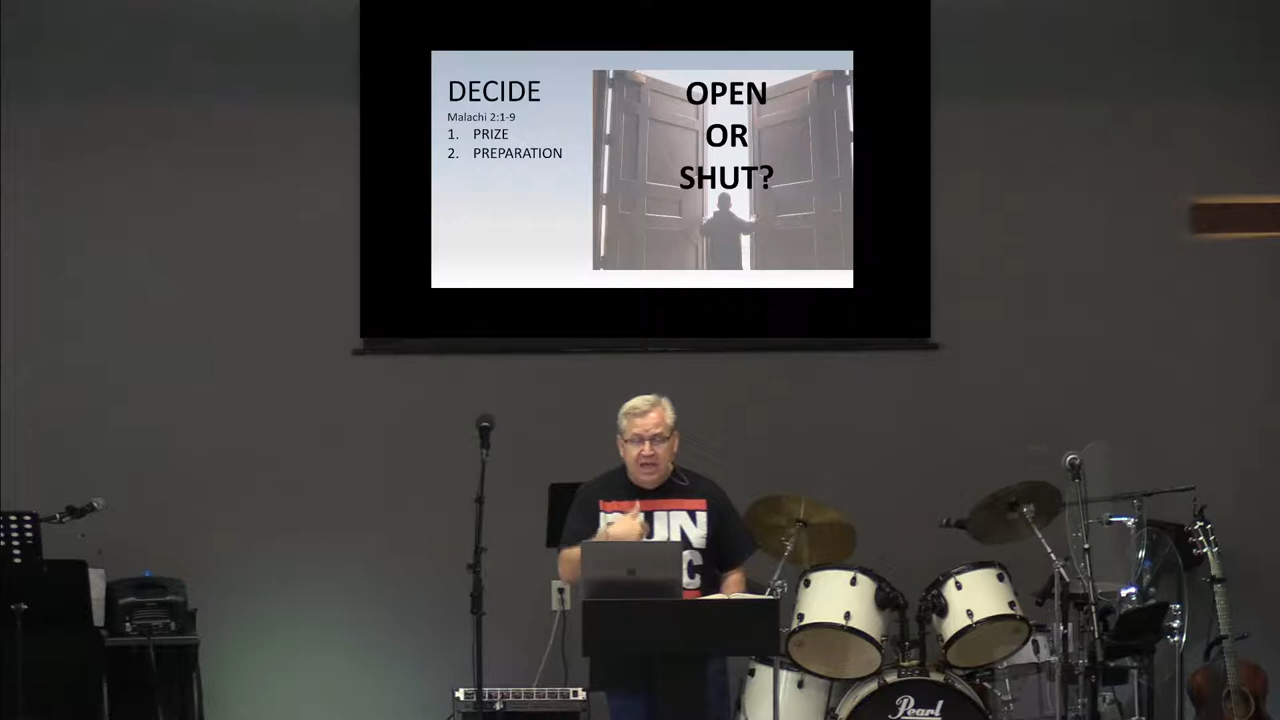 DECIDE
Malachi 2:1-9
1. PRIZE
2. PREPARATION
OPEN
OR
SHUT?
Pearl